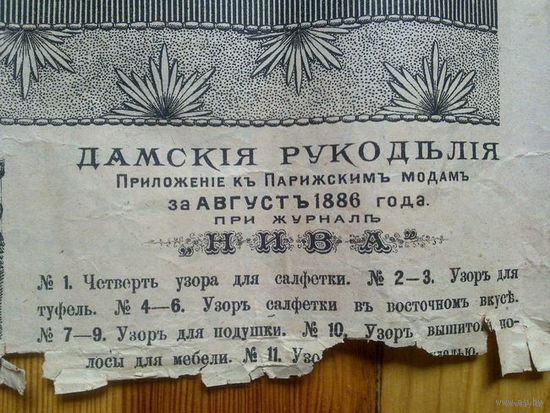 ДАМСКІЯ РУКОДѢЛІЯ
Приложеніе къ Парижскимъ модамъ
за АВГУСТЪ 1886 года.
ПРИ ЖУРНАЛѢ
„НИВА“
№ 1. Четверть узора для салфетки. № 2—3. Узоръ для
туфель. № 4—6. Узоръ салфетки въ восточномъ вкусѣ.
№ 7—9. Узоръ для подушки. № 10. Узоръ вышитой по-
лосы для мебели. № 11.